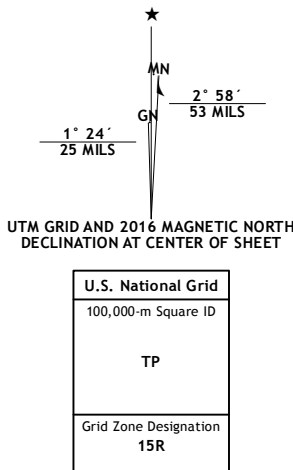 ★
MN
GN
2° 58´
53 MILS
1° 24´
25 MILS
UTM GRID AND 2016 MAGNETIC NORTH
DECLINATION AT CENTER OF SHEET
U.S. National Grid
100,000-m Square ID
TP
Grid Zone Designation
15R